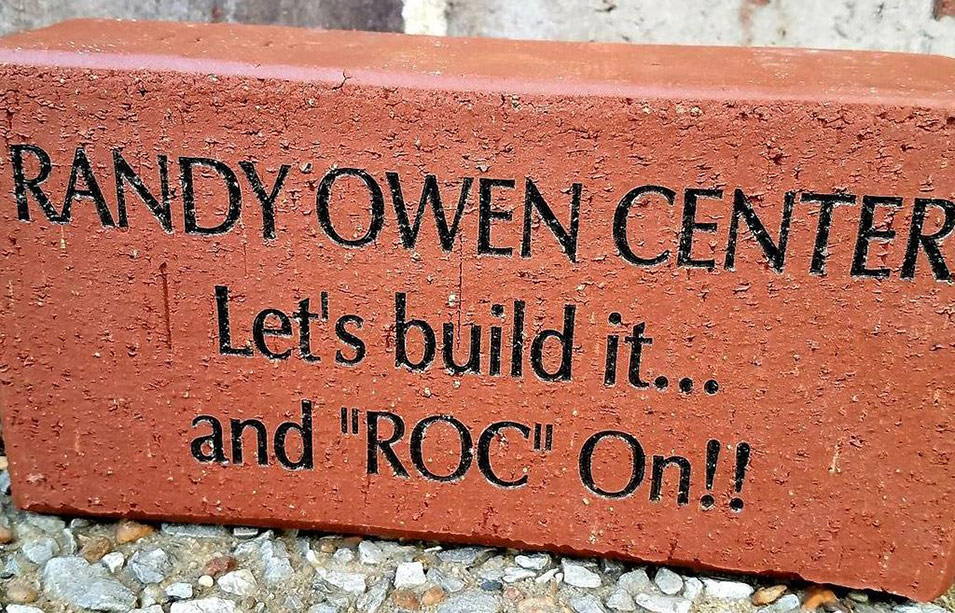 RANDY OWEN CENTER
Let's build it...
and "ROC" On!!